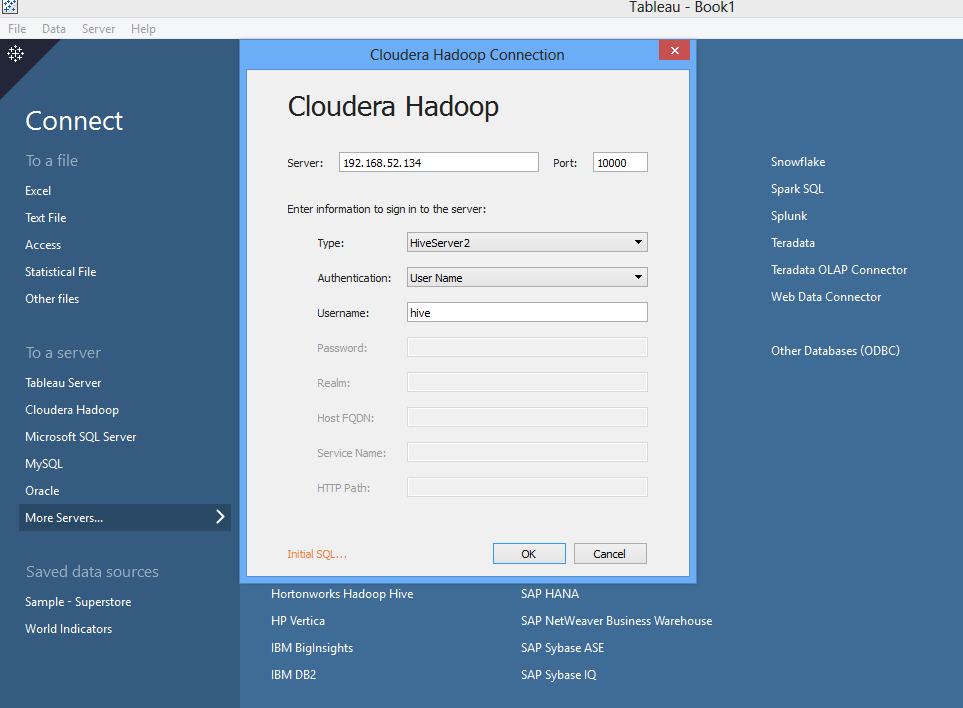 Tableau - Book1
File Data Server Help
Connect
To a file
Excel
Text File
Access
Statistical File
Other files
To a server
Tableau Server
Cloudera Hadoop
Microsoft SQL Server
MySQL
Oracle
More Servers...
Saved data sources
Sample - Superstore
World Indicators
Cloudera Hadoop Connection
Cloudera Hadoop
Server: 192.168.52.134 Port: 10000
Enter information to sign in to the server:
Type: HiveServer2
Authentication: User Name
Username: hive
Password:
Realm:
Host FQDN:
Service Name:
HTTP Path:
Initial SQL... OK Cancel
Hortonworks Hadoop Hive
HP Vertica
IBM BigInsights
IBM DB2
SAP HANA
SAP NetWeaver Business Warehouse
SAP Sybase ASE
SAP Sybase IQ
Snowflake
Spark SQL
Splunk
Teradata
Teradata OLAP Connector
Web Data Connector
Other Databases (ODBC)